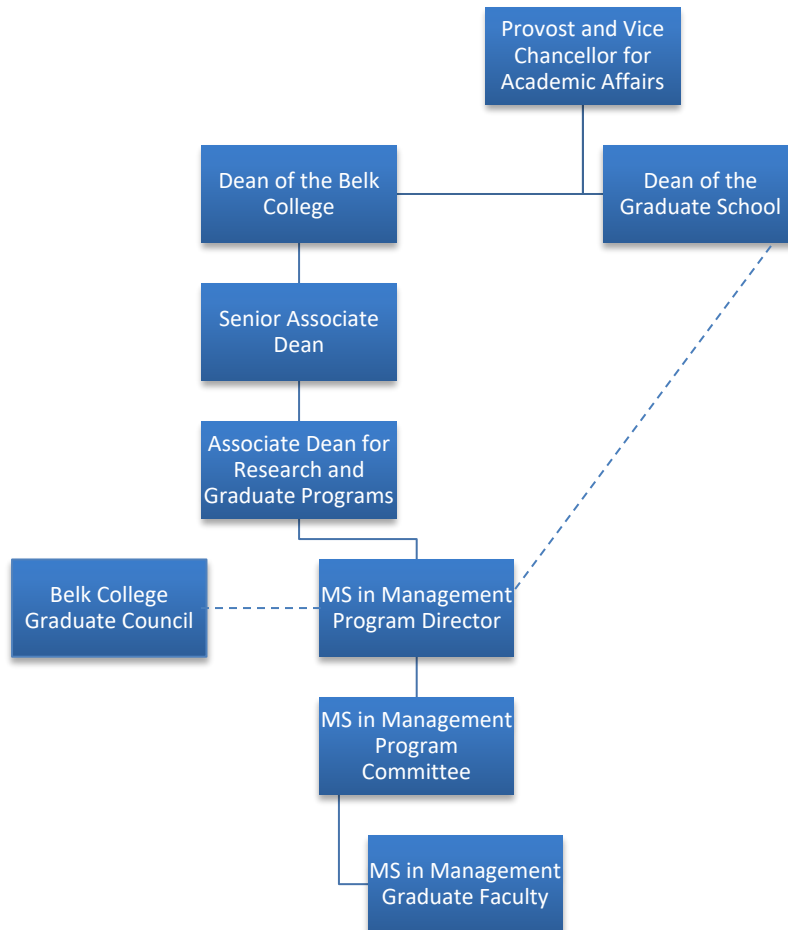 Provost and Vice
Chancellor for
Academic Affairs
Dean of the Belk
College
Dean of the
Graduate School
Senior Associate
Dean
Associate Dean for
Research and
Graduate Programs
Belk College
Graduate Council
MS in Management
Program Director
MS in Management
Program
Committee
MS in Management
Graduate Faculty